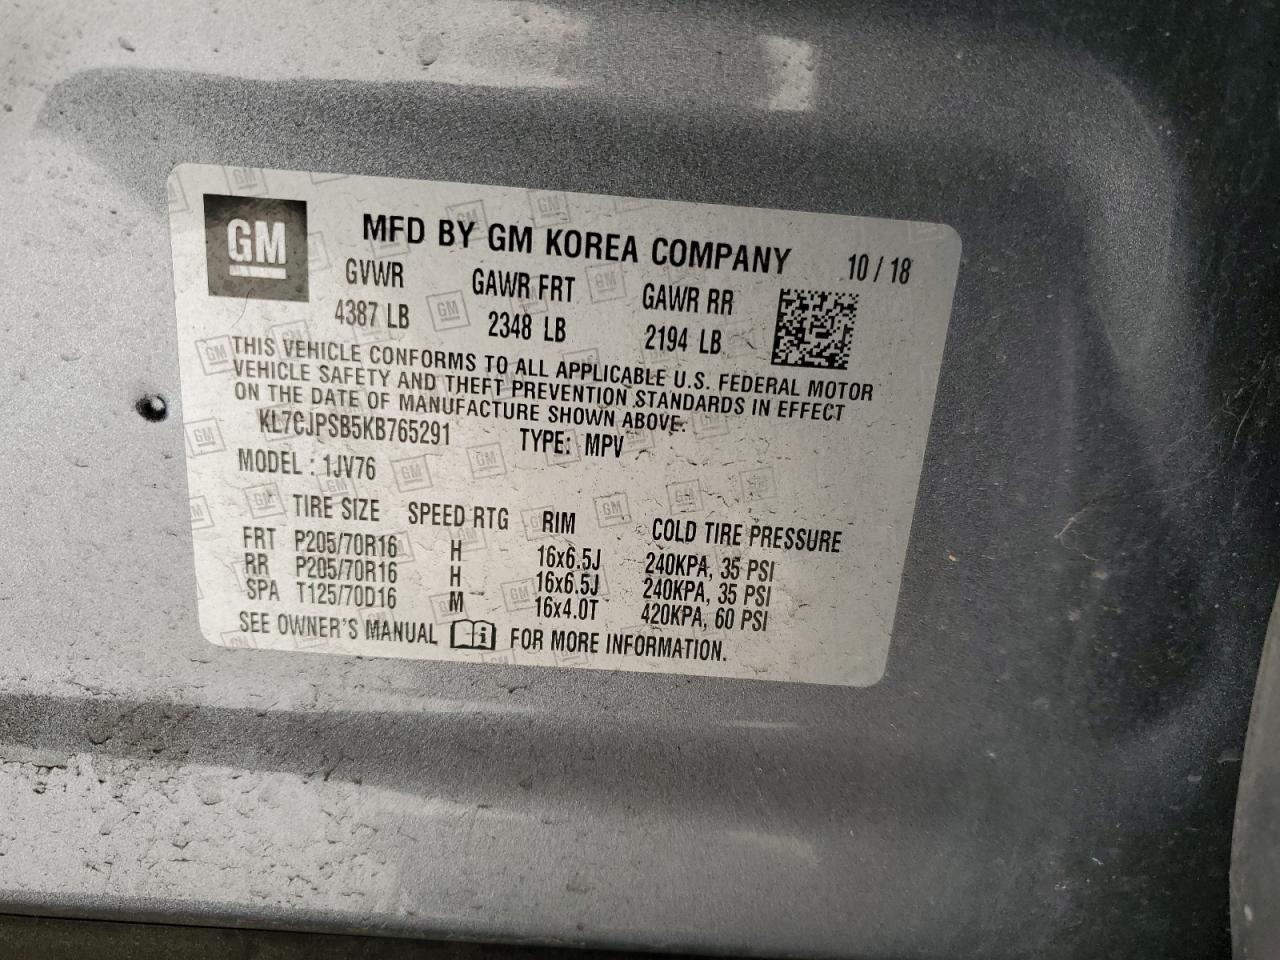 GM
MFD BY GM KOREA COMPANY 10 / 18
GVWR GAWR FRT GAWR RR
4387 LB 2348 LB 2194 LB
THIS VEHICLE CONFORMS TO ALL APPLICABLE U.S. FEDERAL MOTOR
VEHICLE SAFETY AND THEFT PREVENTION STANDARDS IN EFFECT
ON THE DATE OF MANUFACTURE SHOWN ABOVE.
KL7CJPSB5KB765291 TYPE: MPV
MODEL : 1JV76
TIRE SIZE SPEED RTG RIM COLD TIRE PRESSURE
FRT P205/70R16 H 16x6.5J 240KPA, 35 PSI
RR P205/70R16 H 16x6.5J 240KPA, 35 PSI
SPA T125/70D16 M 16x4.0T 420KPA, 60 PSI
SEE OWNER'S MANUAL FOR MORE INFORMATION.